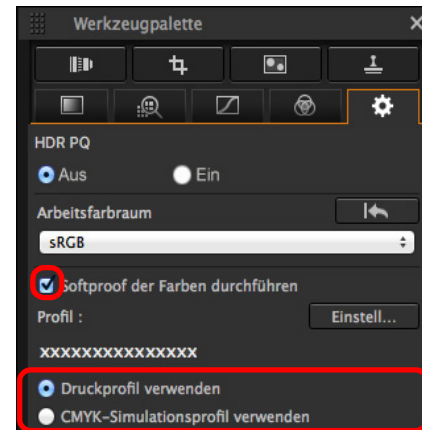 Werkzeugpalette
HDR PQ
Aus Ein
Arbeitsfarbraum
sRGB
Softproof der Farben durchführen
Profil : Einstell...
xxxxxxxxxxxxxxx
Druckprofil verwenden
CMYK-Simulationsprofil verwenden